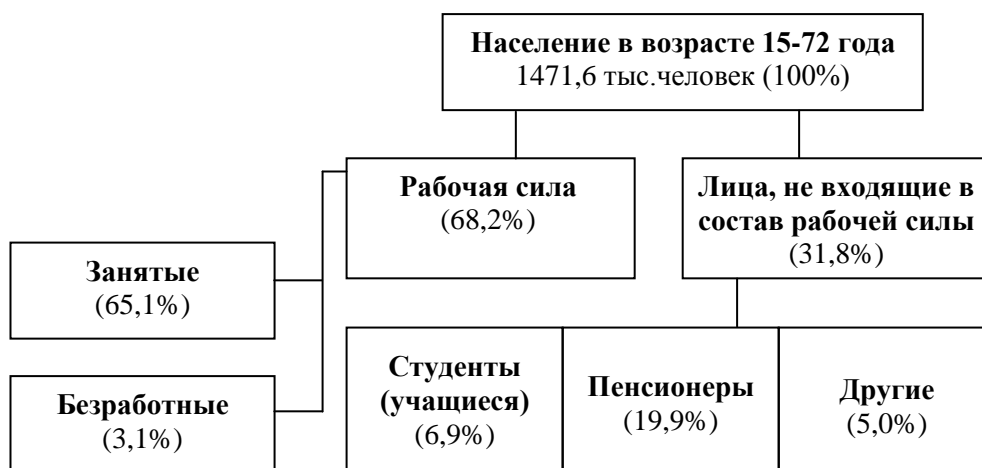 Население в возрасте 15-72 года
1471,6 тыс.человек (100%)
Рабочая сила
(68,2%)
Лица, не входящие в
состав рабочей силы
(31,8%)
Занятые
(65,1%)
Безработные
(3,1%)
Студенты
(учащиеся)
(6,9%)
Пенсионеры
(19,9%)
Другие
(5,0%)